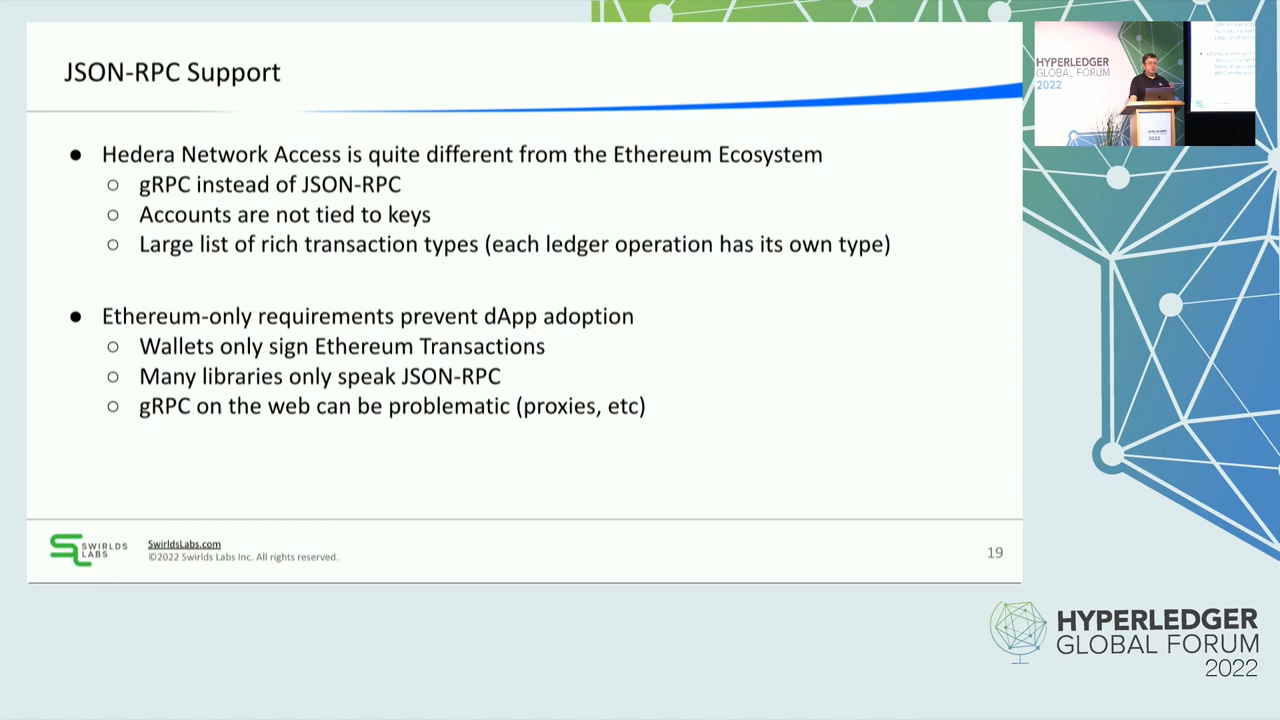 JSON-RPC Support
● Hedera Network Access is quite different from the Ethereum Ecosystem
○ gRPC instead of JSON-RPC
○ Accounts are not tied to keys
○ Large list of rich transaction types (each ledger operation has its own type)
● Ethereum-only requirements prevent dApp adoption
○ Wallets only sign Ethereum Transactions
○ Many libraries only speak JSON-RPC
○ gRPC on the web can be problematic (proxies, etc)
SWIRLDS
LABS
SwirldsLabs.com
©2022 Swirlds Labs Inc. All rights reserved.
19
HYPERLEDGER
GLOBAL FORUM
2022
HYPERLEDGER
GLOBAL FORUM
2022